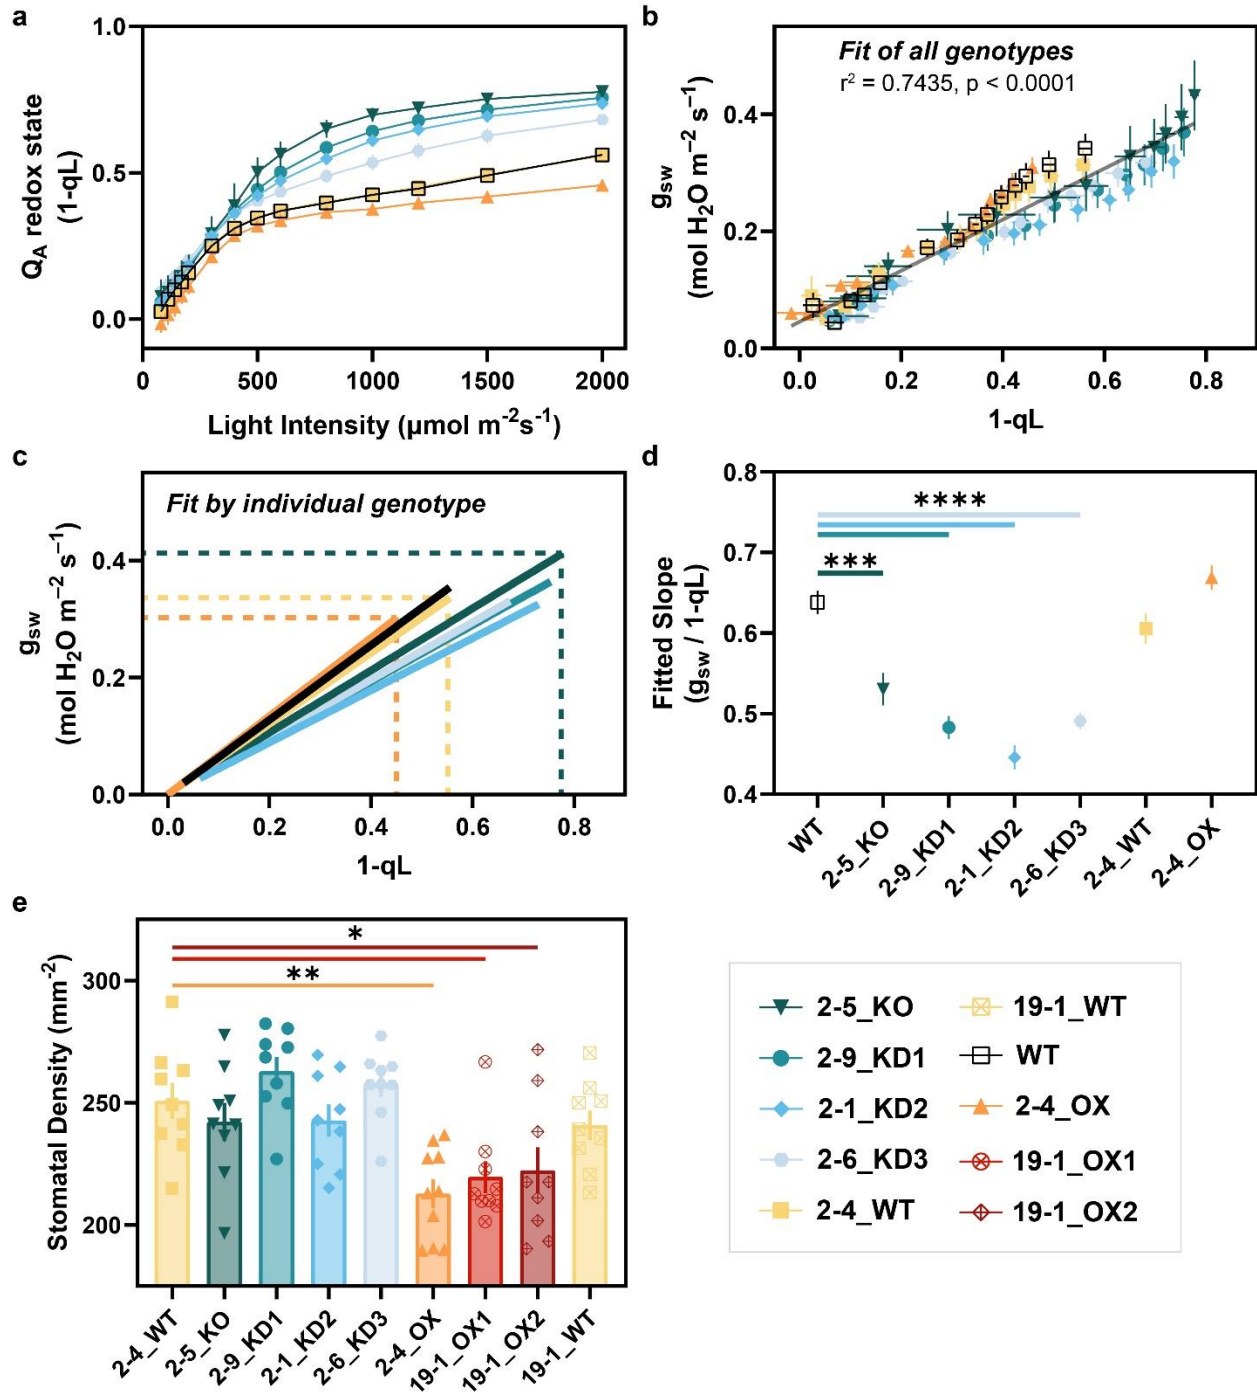 a
1.0
0.5
0.0
Q_A redox state
(1-qL)
0 500 1000 1500 2000
Light Intensity (µmol m⁻²s⁻¹)
b
Fit of all genotypes
r² = 0.7435, p < 0.0001
0.4
0.2
0.0
g_sw
(mol H₂O m⁻² s⁻¹)
0.0 0.2 0.4 0.6 0.8
1-qL
c
Fit by individual genotype
0.4
0.2
0.0
g_sw
(mol H₂O m⁻² s⁻¹)
0.0 0.2 0.4 0.6 0.8
1-qL
d
0.8
0.7
0.6
0.5
0.4
Fitted Slope
(g_sw / 1-qL)
****
***
WT 2-5_KO 2-9_KD1 2-1_KD2 2-6_KD3 2-4_WT 2-4_OX
e
300
250
200
Stomatal Density (mm⁻²)
*
**
2-4_WT 2-5_KO 2-9_KD1 2-1_KD2 2-6_KD3 2-4_OX 19-1_OX1 19-1_OX2 19-1_WT
2-5_KO
2-9_KD1
2-1_KD2
2-6_KD3
2-4_WT
19-1_WT
WT
2-4_OX
19-1_OX1
19-1_OX2